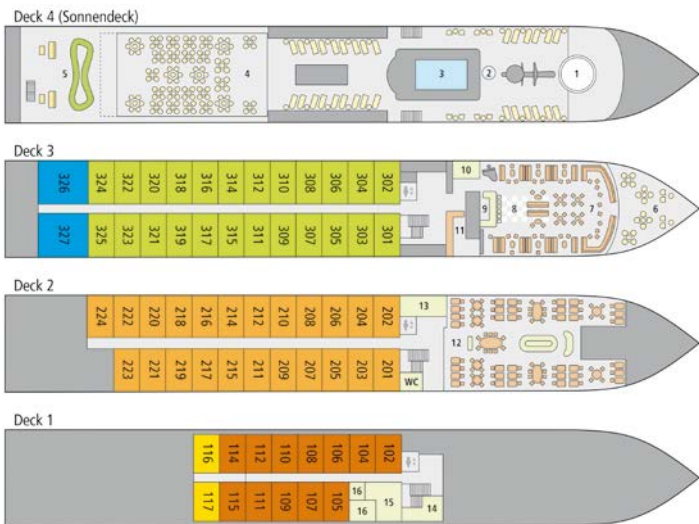 Deck 4 (Sonnendeck)
5 4 3 2 1
Deck 3
326 324 322 320 318 316 314 312 310 308 306 304 302 10
9 8 7 6
327 325 323 321 319 317 315 311 309 307 305 303 301 11
Deck 2
224 222 220 218 216 214 212 210 208 206 204 202 13
12
223 221 219 217 215 211 209 207 205 203 201 WC
Deck 1
116 114 112 110 108 106 104 102
117 115 111 109 107 105 16 15 14
16